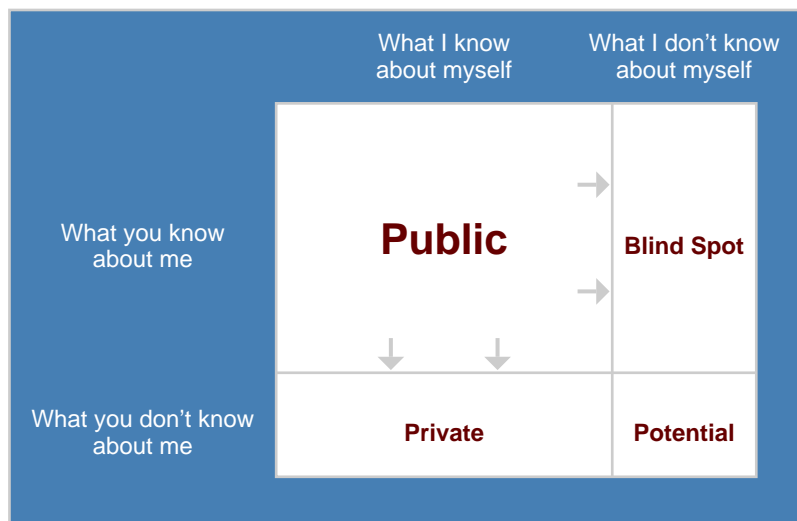 What I know
about myself
What I don’t know
about myself
What you know
about me
Public
Blind Spot
What you don’t know
about me
Private
Potential